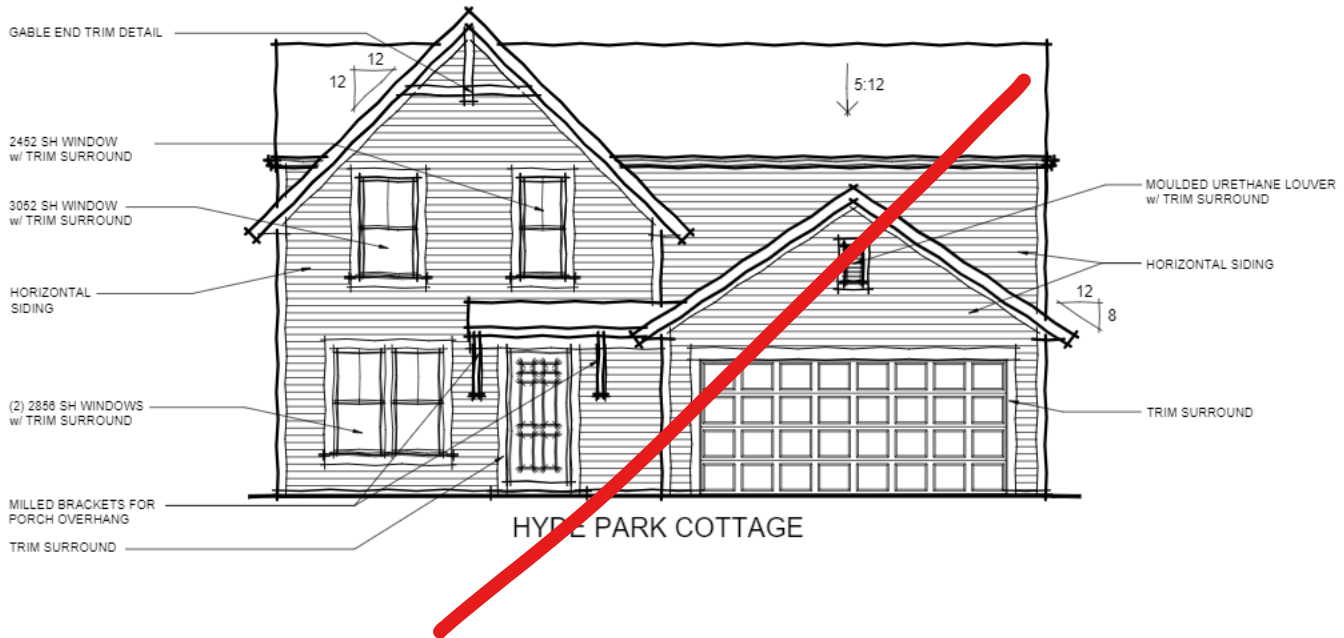 GABLE END TRIM DETAIL
12
12
5:12
2452 SH WINDOW
w/ TRIM SURROUND
3052 SH WINDOW
w/ TRIM SURROUND
MOULDED URETHANE LOUVER
w/ TRIM SURROUND
HORIZONTAL SIDING
HORIZONTAL
SIDING
12
8
(2) 2856 SH WINDOWS
w/ TRIM SURROUND
TRIM SURROUND
MILLED BRACKETS FOR
PORCH OVERHANG
TRIM SURROUND
HYDE PARK COTTAGE